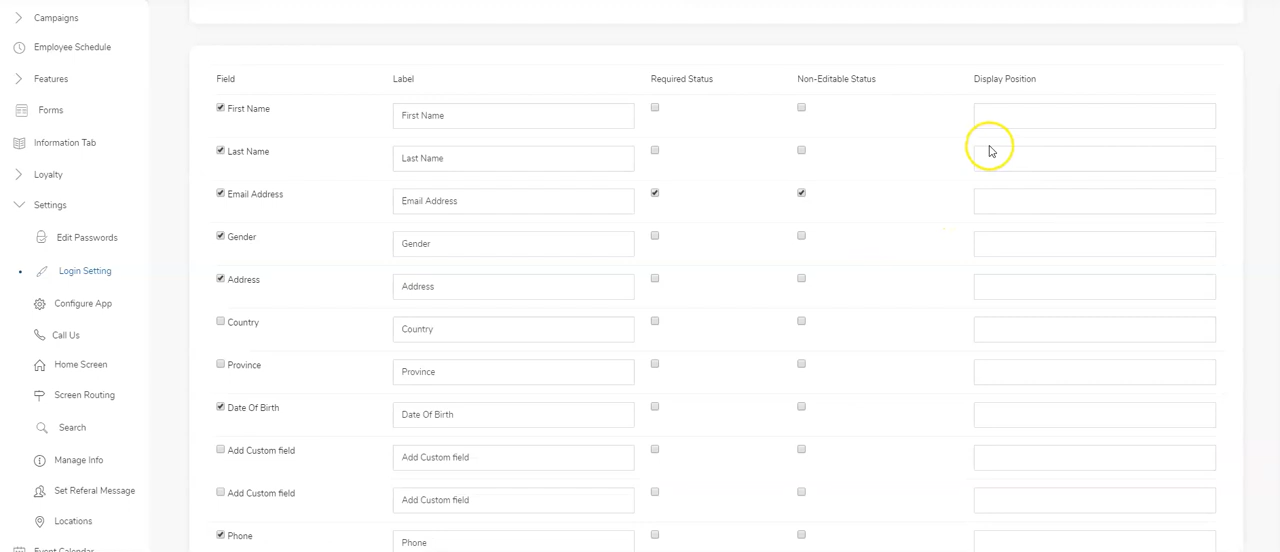 Campaigns
Employee Schedule
Features
Forms
Information Tab
Loyalty
Settings
Edit Passwords
Login Setting
Configure App
Call Us
Home Screen
Screen Routing
Search
Manage Info
Set Referal Message
Locations
Event Calendar
Field Label Required Status Non-Editable Status Display Position
First Name First Name
Last Name Last Name
Email Address Email Address
Gender Gender
Address Address
Country Country
Province Province
Date Of Birth Date Of Birth
Add Custom field Add Custom field
Add Custom field Add Custom field
Phone Phone